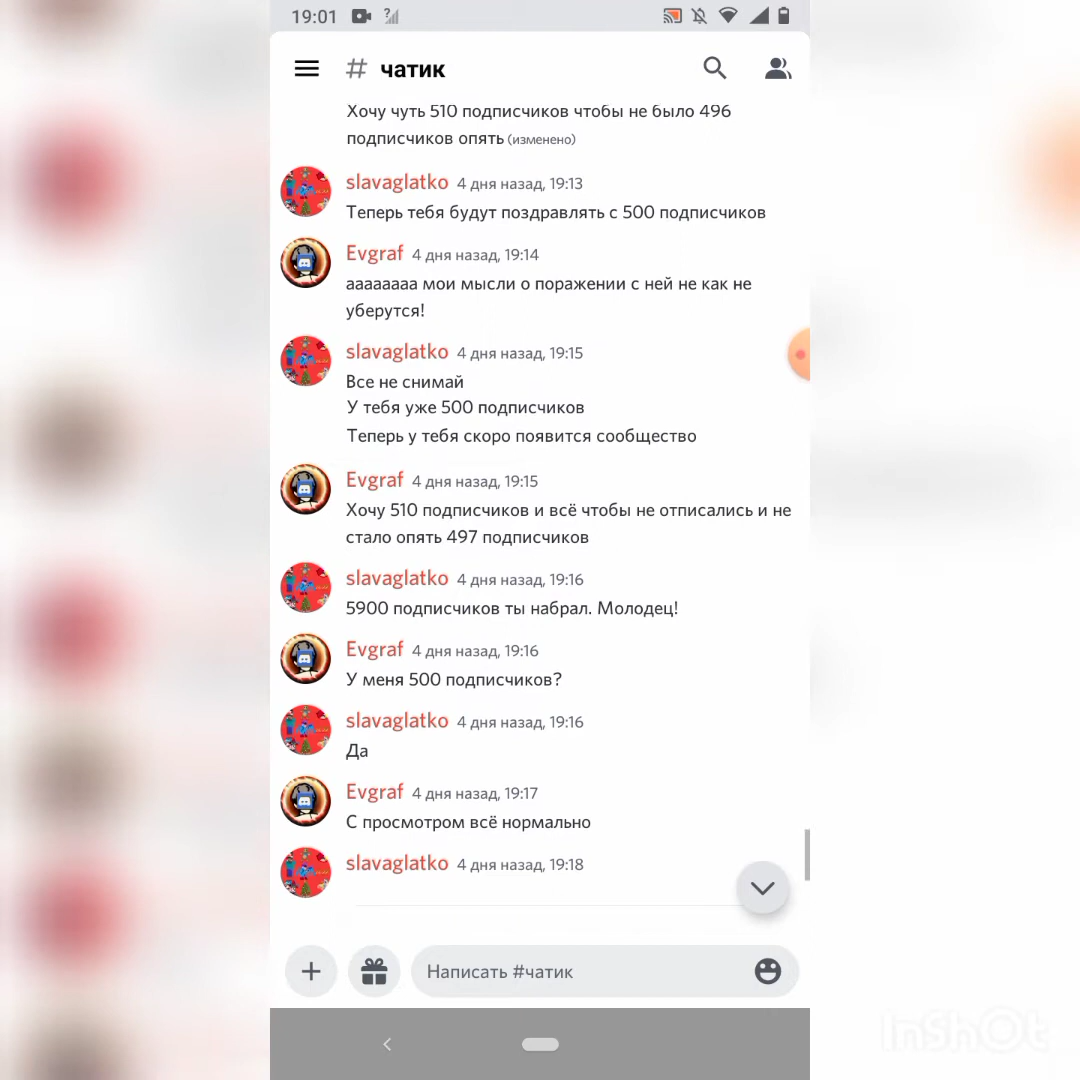 19:01
# чатик
Хочу чуть 510 подписчиков чтобы не было 496
подписчиков опять (изменено)
slavaglatko 4 дня назад, 19:13
Теперь тебя будут поздравлять с 500 подписчиков
Evgraf 4 дня назад, 19:14
аааааааа мои мысли о поражении с ней не как не
уберутся!
slavaglatko 4 дня назад, 19:15
Все не снимай
У тебя уже 500 подписчиков
Теперь у тебя скоро появится сообщество
Evgraf 4 дня назад, 19:15
Хочу 510 подписчиков и всё чтобы не отписались и не
стало опять 497 подписчиков
slavaglatko 4 дня назад, 19:16
5900 подписчиков ты набрал. Молодец!
Evgraf 4 дня назад, 19:16
У меня 500 подписчиков?
slavaglatko 4 дня назад, 19:16
Да
Evgraf 4 дня назад, 19:17
С просмотром всё нормально
slavaglatko 4 дня назад, 19:18
Написать #чатик
InShOt